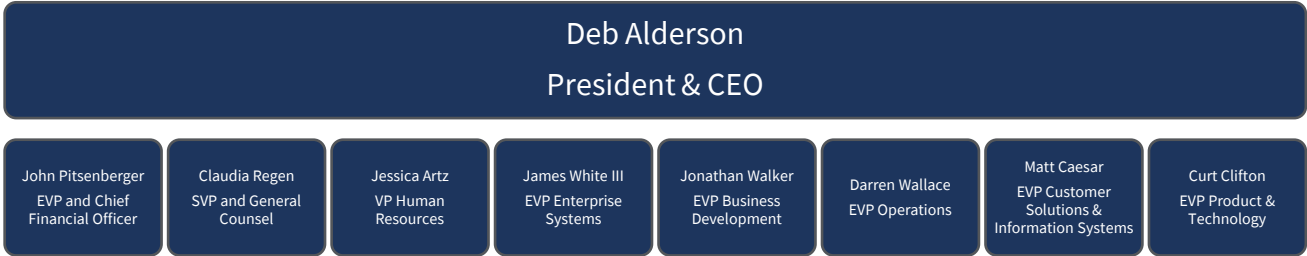 Deb Alderson
President & CEO
John Pitsenberger
EVP and Chief
Financial Officer
Claudia Regen
SVP and General
Counsel
Jessica Artz
VP Human
Resources
James White III
EVP Enterprise
Systems
Jonathan Walker
EVP Business
Development
Darren Wallace
EVP Operations
Matt Caesar
EVP Customer
Solutions &
Information Systems
Curt Clifton
EVP Product &
Technology